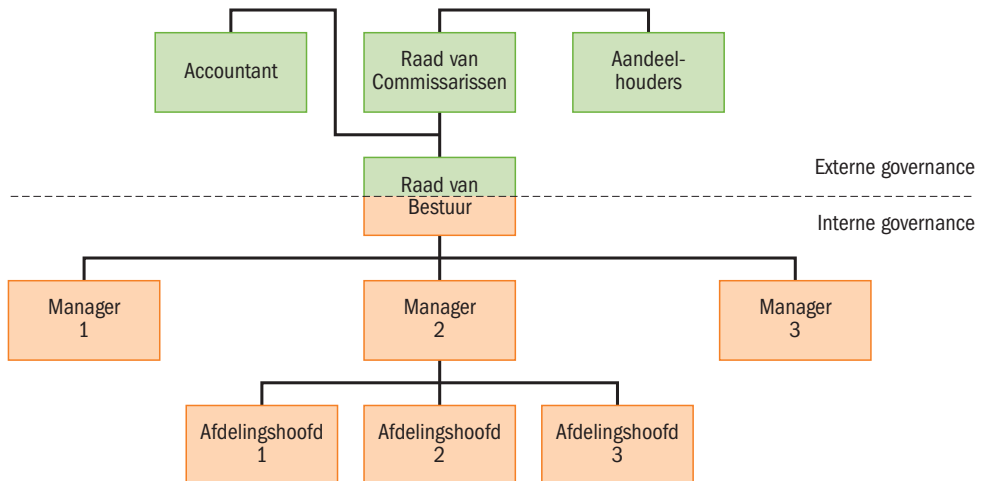 Accountant
Raad van
Commissarissen
Aandeel-
houders
Externe governance
Raad van
Bestuur
Interne governance
Manager
1
Manager
2
Manager
3
Afdelingshoofd
1
Afdelingshoofd
2
Afdelingshoofd
3